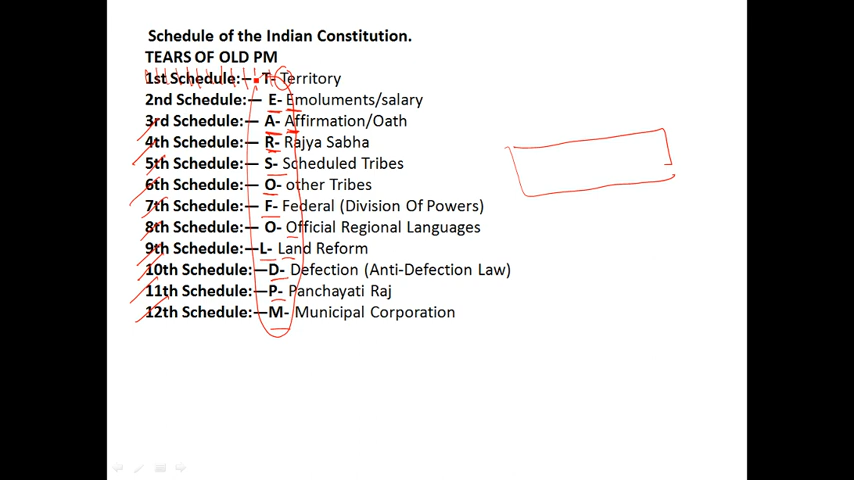 Schedule of the Indian Constitution.
TEARS OF OLD PM
1st Schedule:— T- Territory
2nd Schedule:— E- Emoluments/salary
3rd Schedule:— A- Affirmation/Oath
4th Schedule:— R- Rajya Sabha
5th Schedule:— S- Scheduled Tribes
6th Schedule:— O- other Tribes
7th Schedule:— F- Federal (Division Of Powers)
8th Schedule:— O- Official Regional Languages
9th Schedule:—L- Land Reform
10th Schedule:—D- Defection (Anti-Defection Law)
11th Schedule:—P- Panchayati Raj
12th Schedule:—M- Municipal Corporation